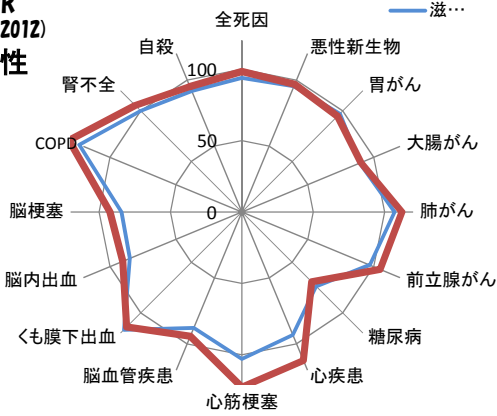 R
2012)
性
滋…
全死因
悪性新生物
胃がん
大腸がん
肺がん
前立腺がん
糖尿病
心疾患
心筋梗塞
脳血管疾患
くも膜下出血
脳内出血
脳梗塞
COPD
腎不全
自殺
100
50
0